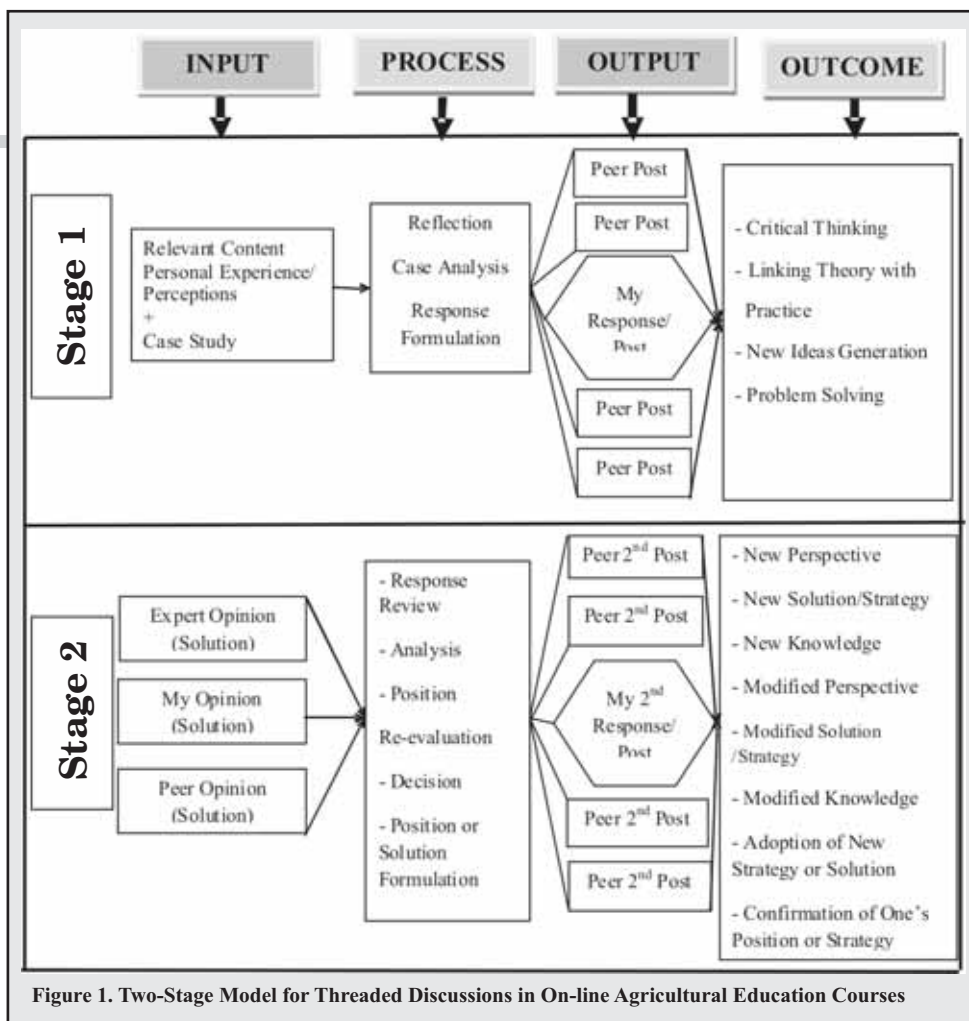 INPUT
PROCESS
OUTPUT
OUTCOME
Stage 1
Relevant Content
Personal Experience/
Perceptions
+
Case Study
Reflection
Case Analysis
Response
Formulation
Peer Post
Peer Post
My
Response/
Post
Peer Post
Peer Post
- Critical Thinking
- Linking Theory with
Practice
- New Ideas Generation
- Problem Solving
Stage 2
Expert Opinion
(Solution)
My Opinion
(Solution)
Peer Opinion
(Solution)
- Response
Review
- Analysis
- Position
Re-evaluation
- Decision
- Position or
Solution
Formulation
Peer 2nd Post
Peer 2nd Post
My 2nd
Response/
Post
Peer 2nd Post
Peer 2nd Post
- New Perspective
- New Solution/Strategy
- New Knowledge
- Modified Perspective
- Modified Solution
/Strategy
- Modified Knowledge
- Adoption of New
Strategy or Solution
- Confirmation of One's
Position or Strategy
Figure 1. Two-Stage Model for Threaded Discussions in On-line Agricultural Education Courses